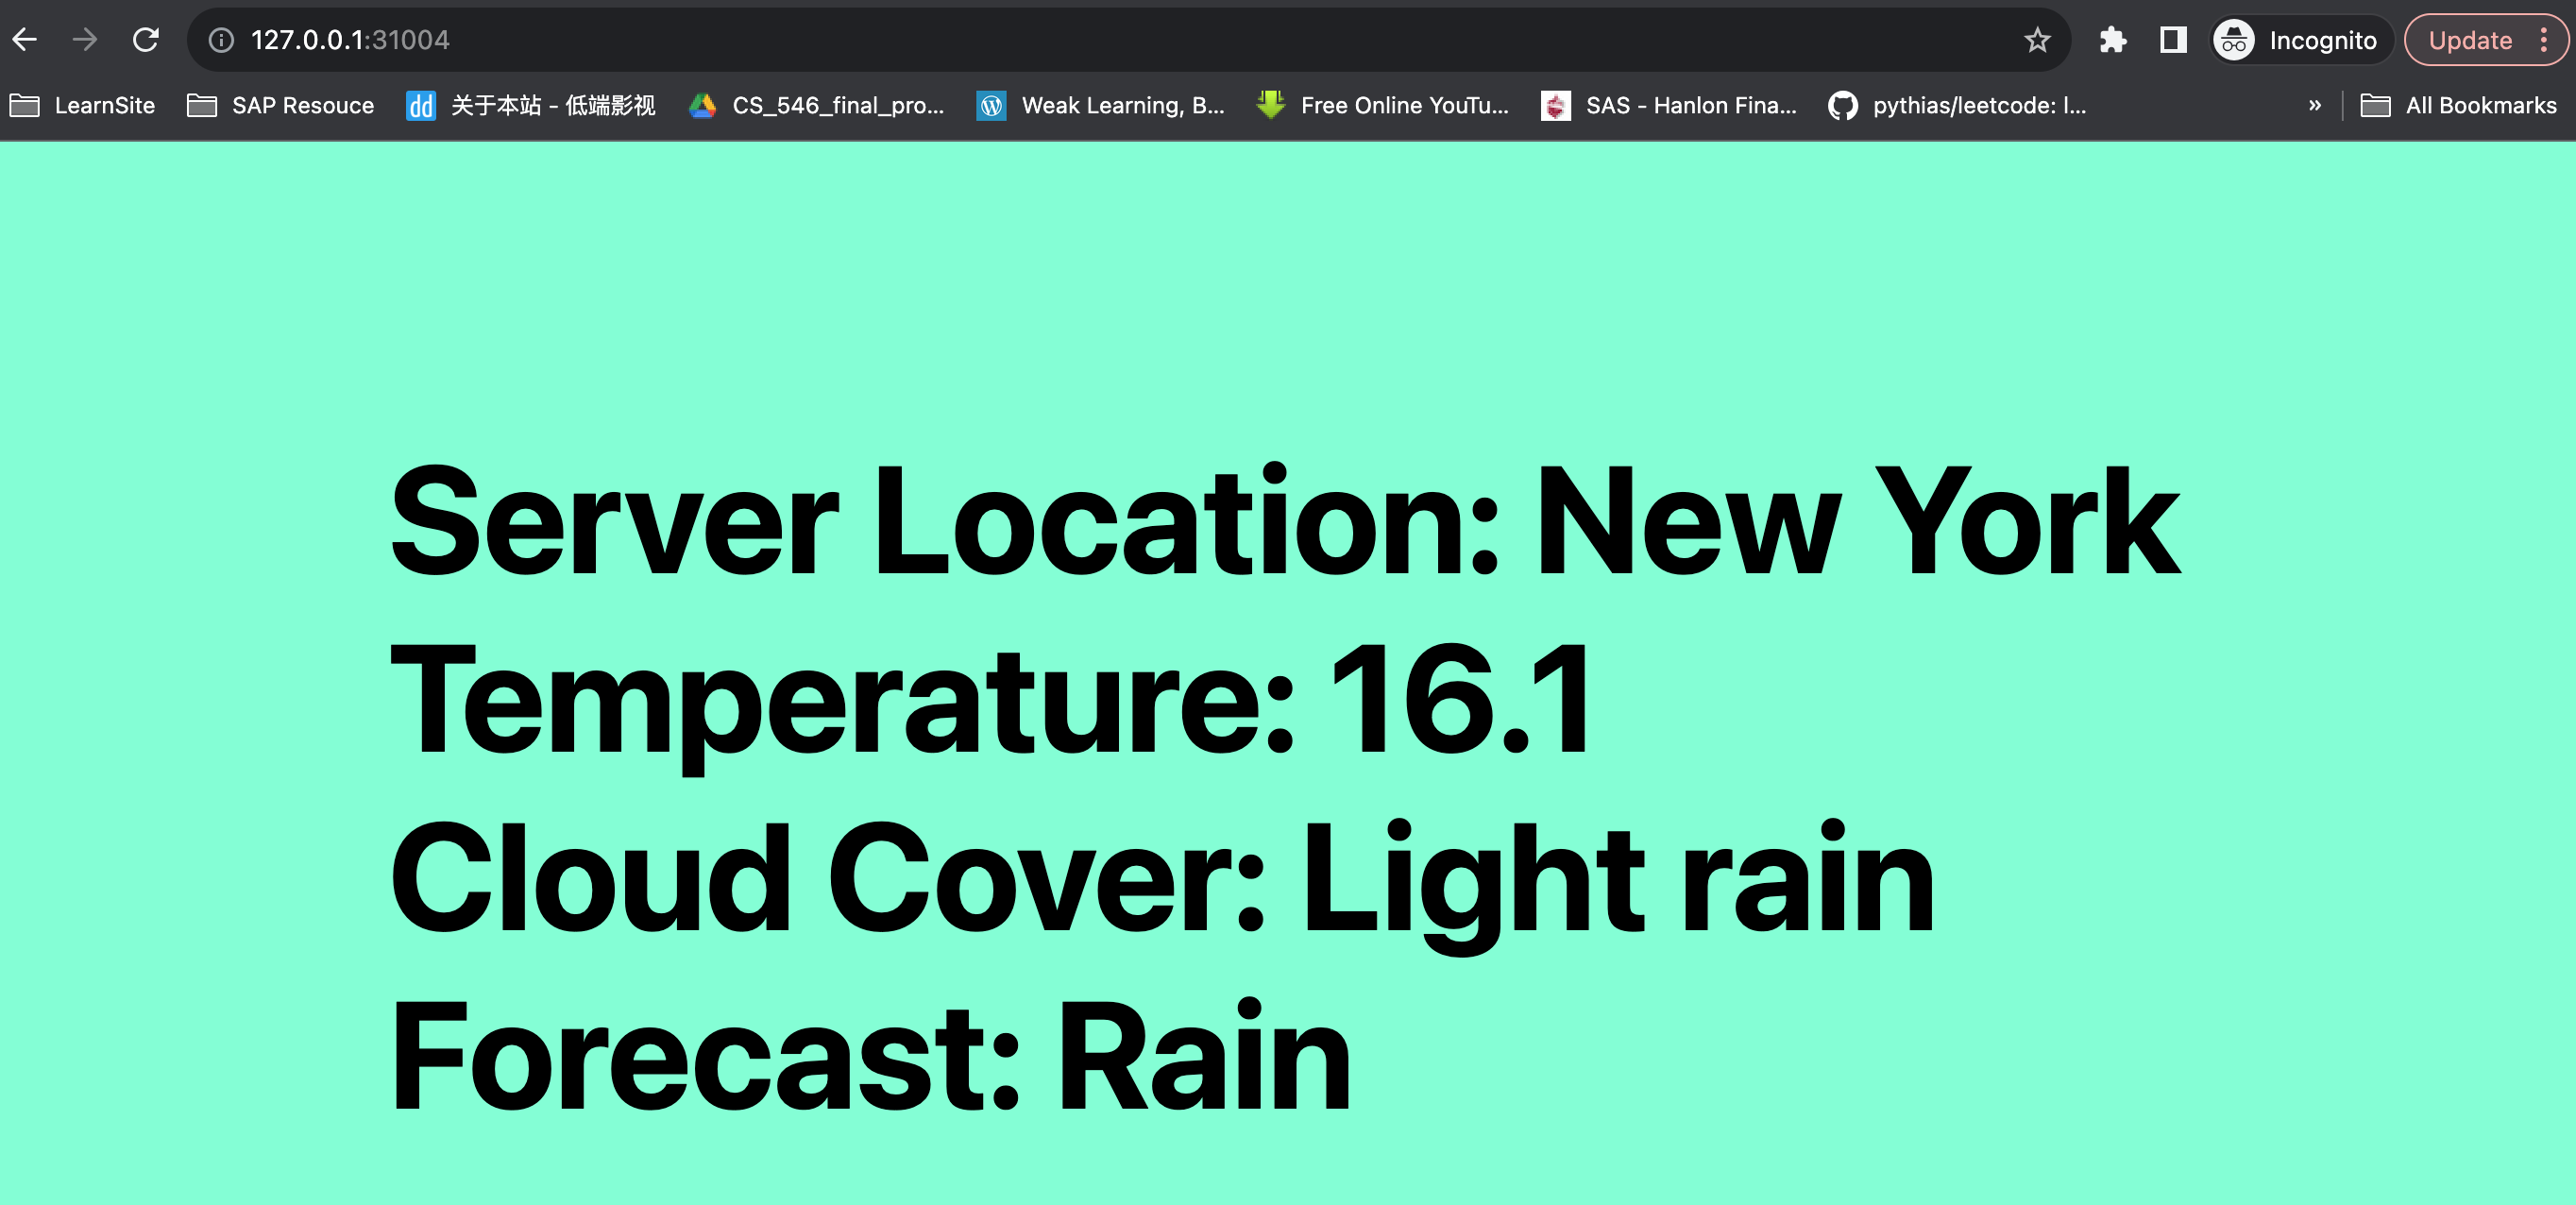 127.0.0.1:31004 Incognito Update
LearnSite SAP Resouce dd 关于本站 - 低端影视 CS_546_final_pro... Weak Learning, B... Free Online YouTu... SAS - Hanlon Fina... pythias/leetcode: l... » All Bookmarks
Server Location: New York
Temperature: 16.1
Cloud Cover: Light rain
Forecast: Rain